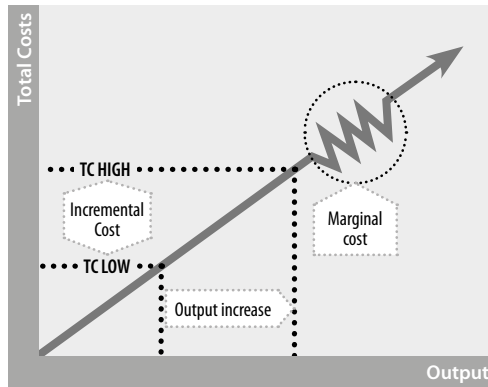 Total Costs
TC HIGH
Incremental
Cost
Marginal
cost
TC LOW
Output increase
Output